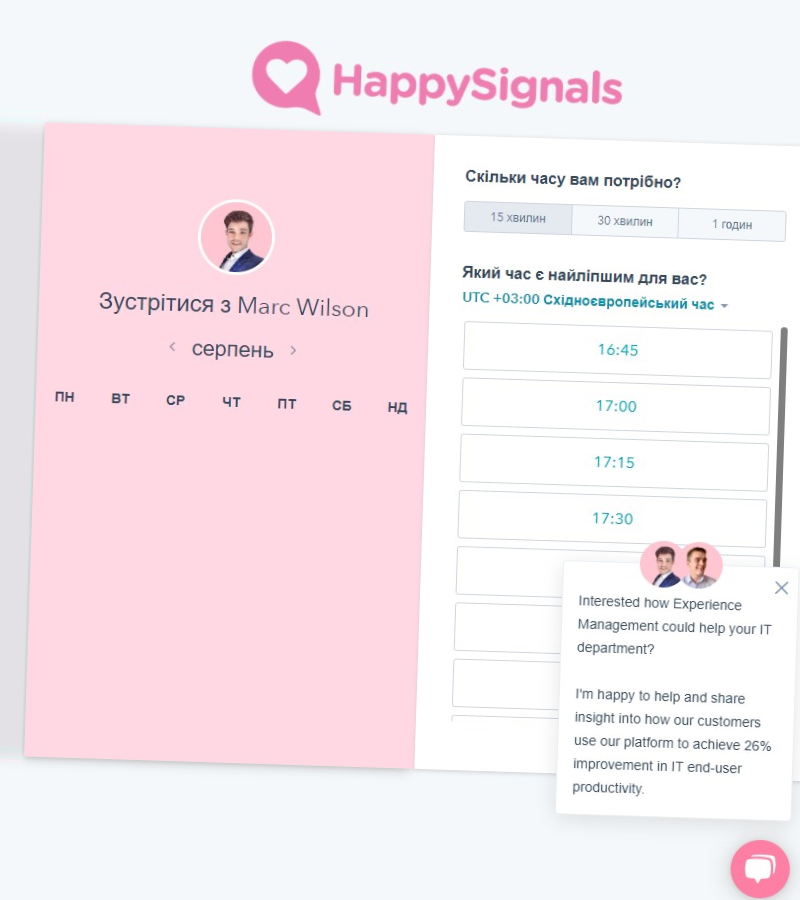 HappySignals
Зустрітися з Marc Wilson
серпень
ПН ВТ СР ЧТ ПТ СБ НД
Скільки часу вам потрібно?
15 хвилин 30 хвилин 1 годин
Який час є найліпшим для вас?
UTC +03:00 Східноєвропейський час
16:45
17:00
17:15
17:30
Interested how Experience
Management could help your IT
department?
I'm happy to help and share
insight into how our customers
use our platform to achieve 26%
improvement in IT end-user
productivity.